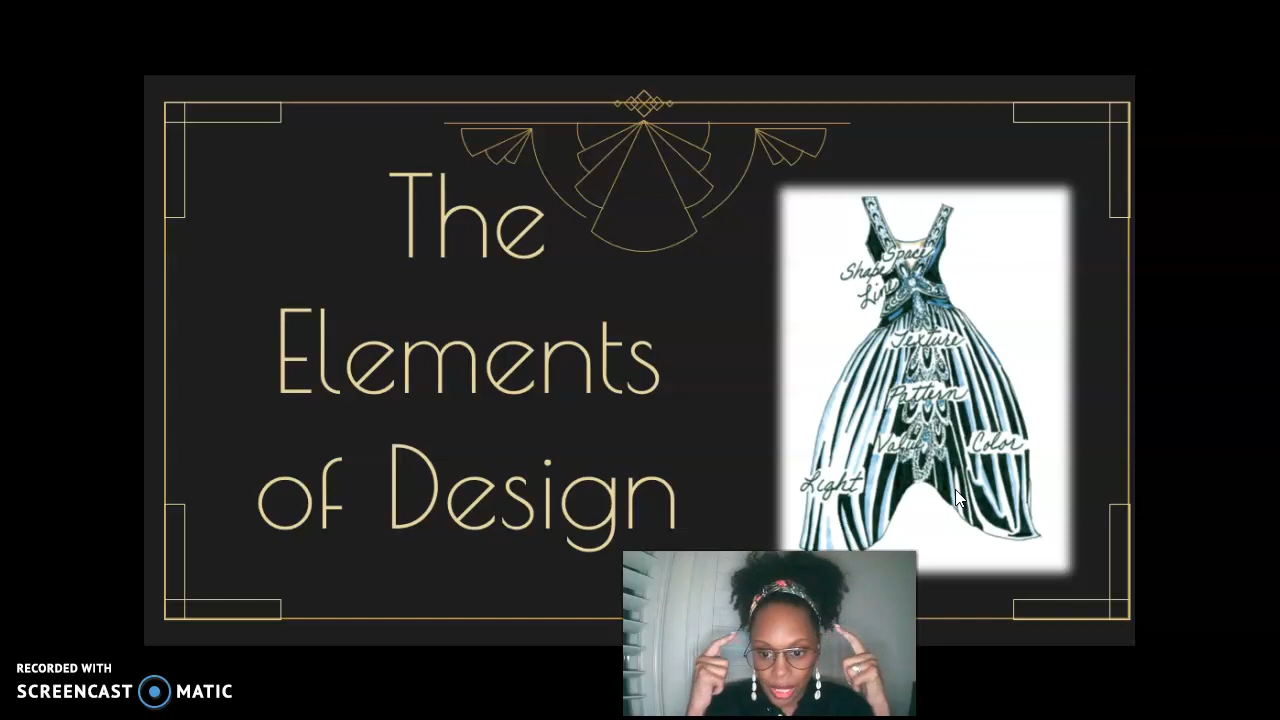 The
Elements
of Design
Space
Shape
Line
Texture
Pattern
Value
Color
Light
RECORDED WITH
SCREENCAST MATIC